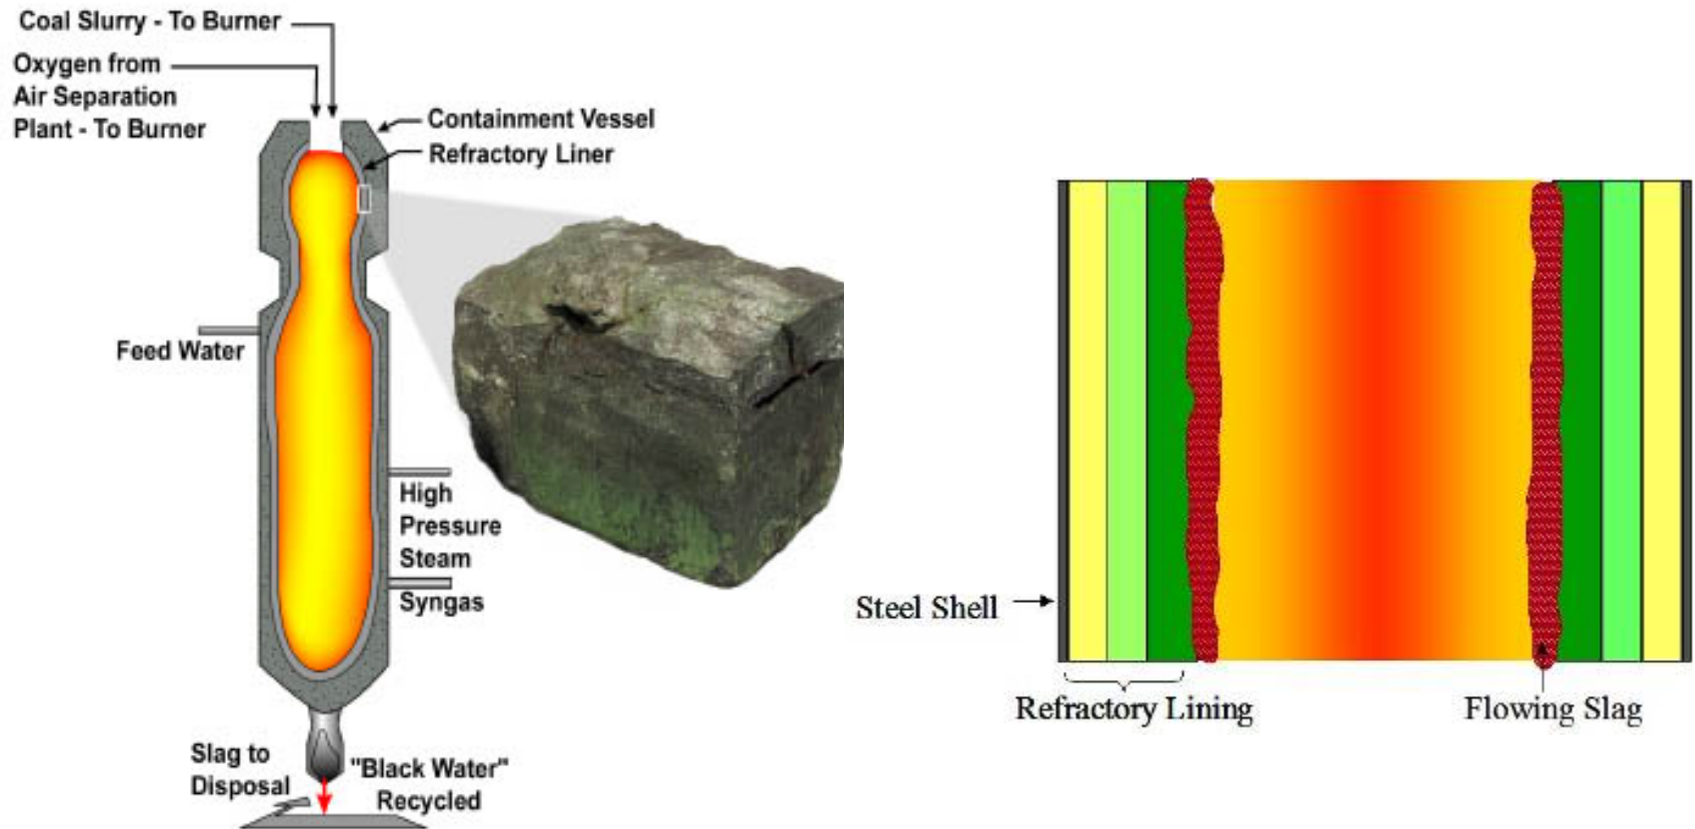 Coal Slurry - To Burner
Oxygen from
Air Separation
Plant - To Burner
Containment Vessel
Refractory Liner
Feed Water
High
Pressure
Steam
Syngas
Slag to
Disposal
"Black Water"
Recycled
Steel Shell
Refractory Lining
Flowing Slag